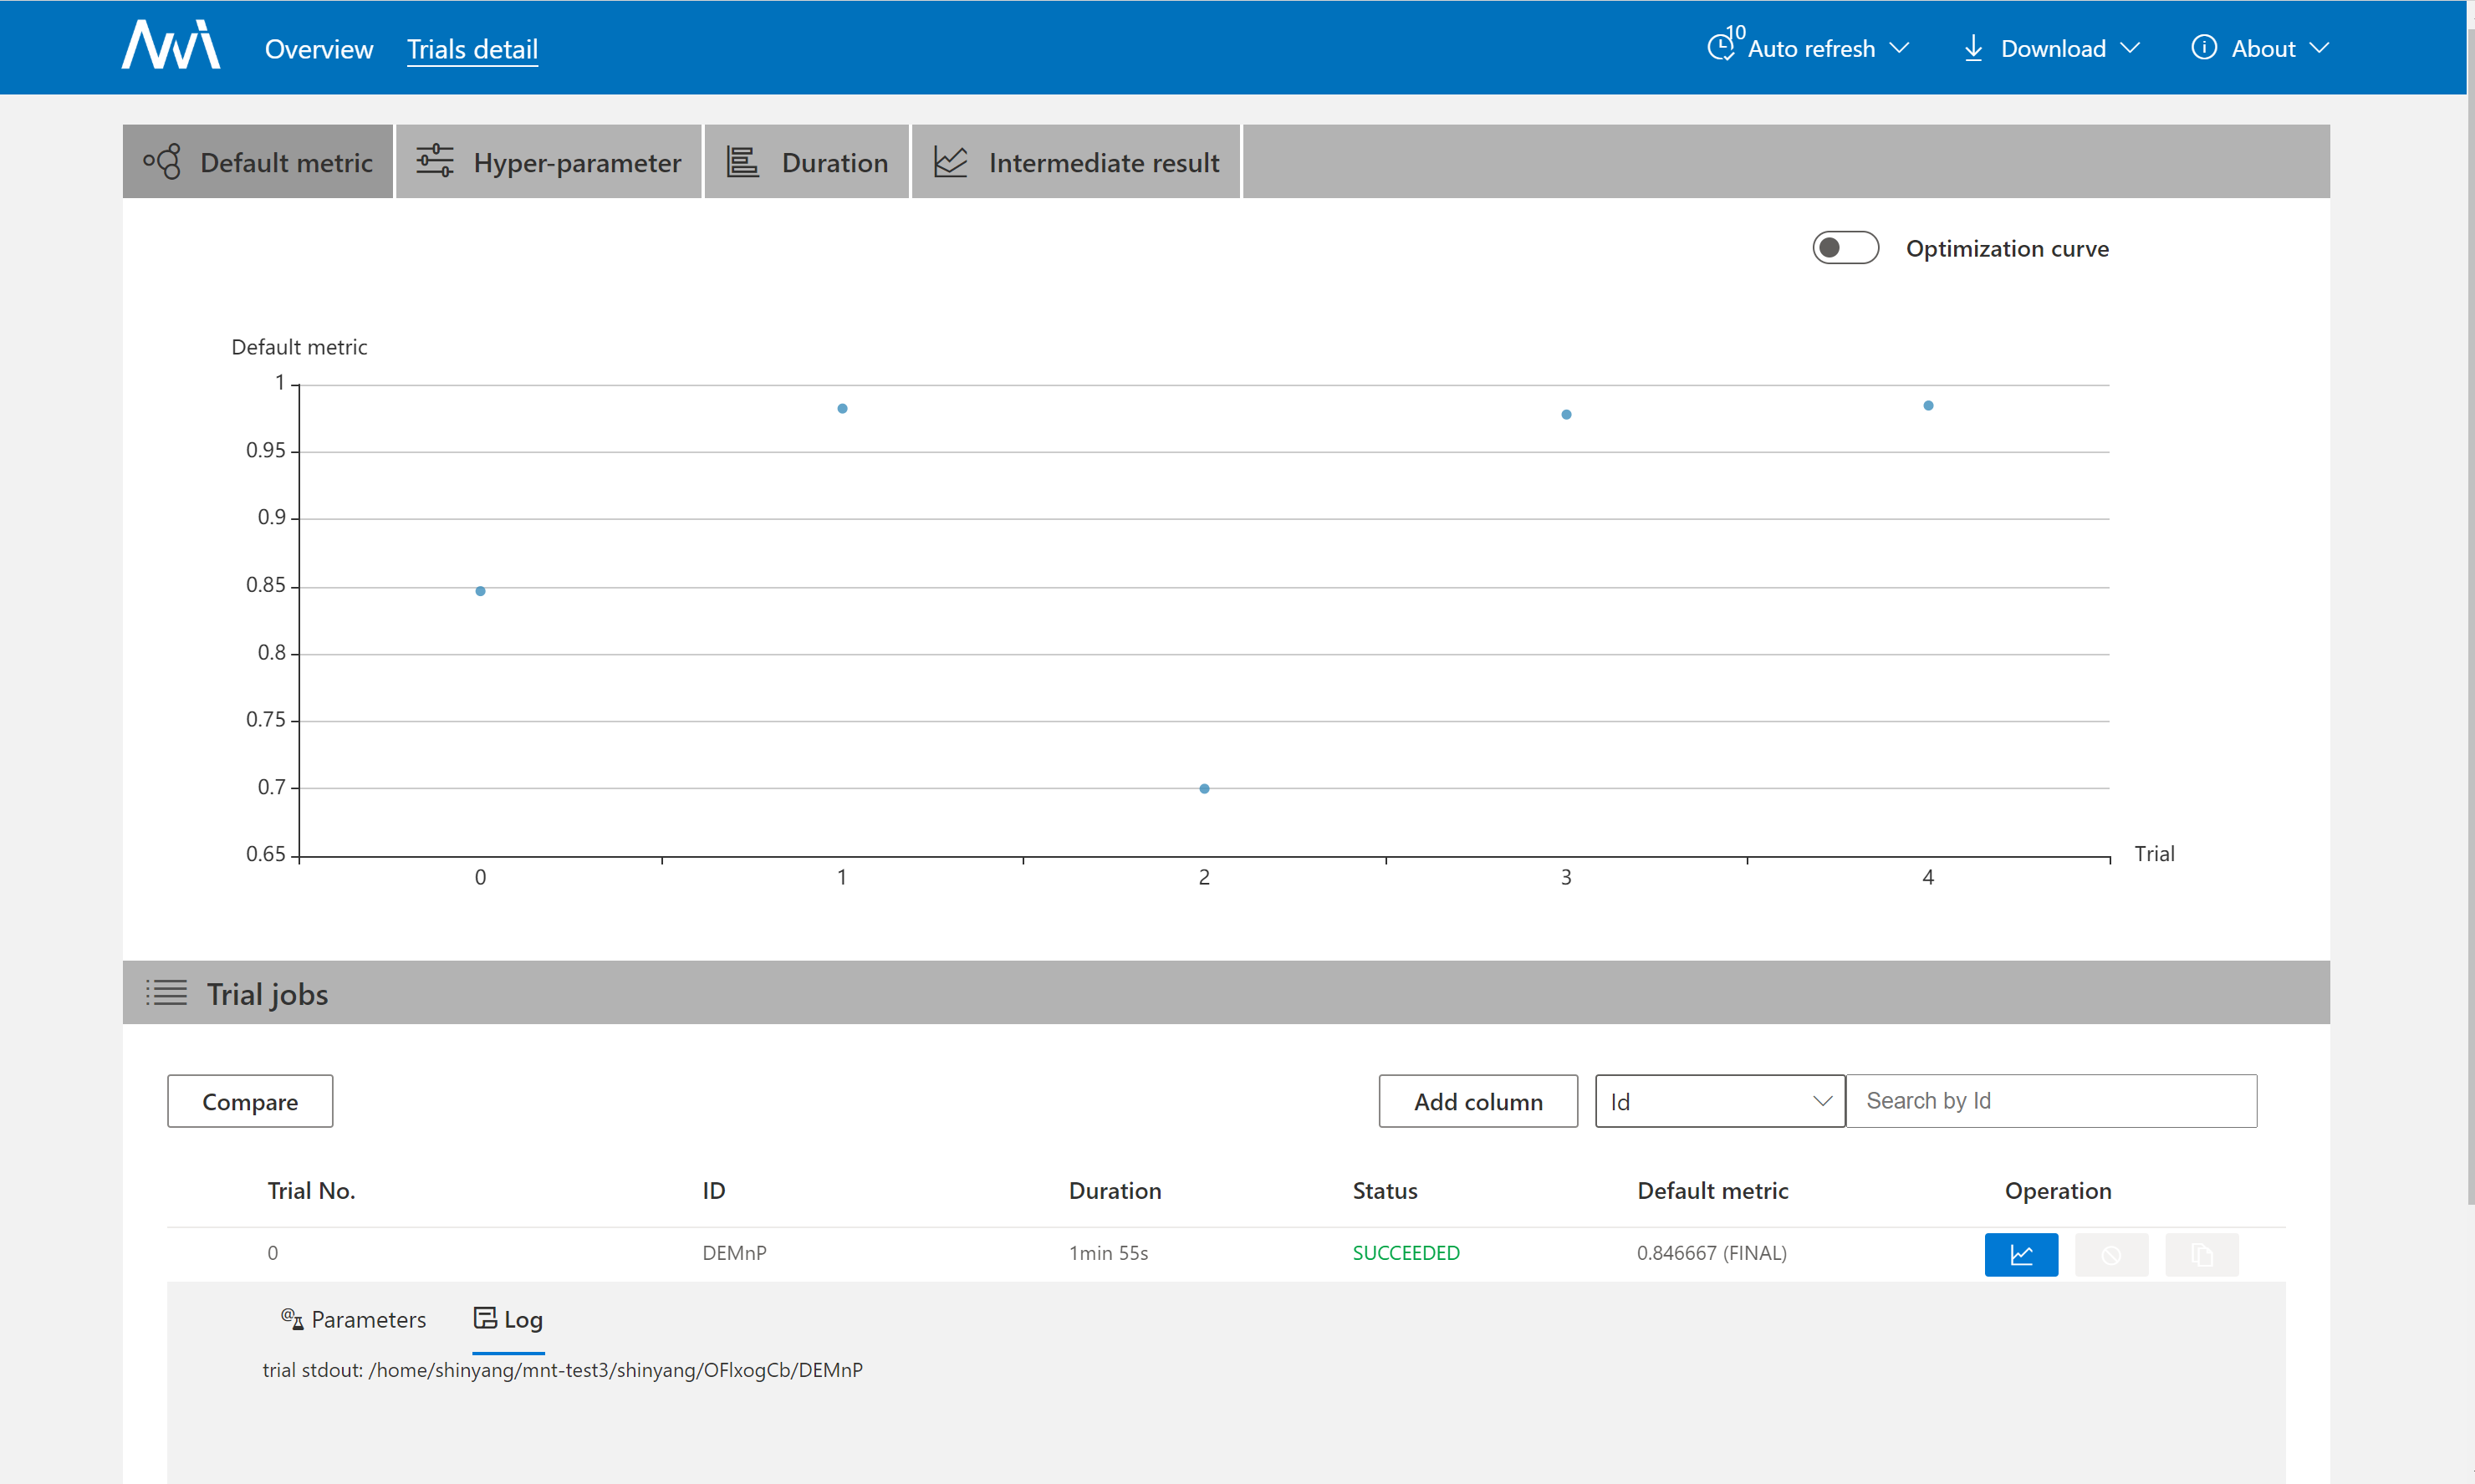 NNi Overview Trials detail 10 Auto refresh Download About
Default metric Hyper-parameter Duration Intermediate result
Optimization curve
Default metric
1
0.95
0.9
0.85
0.8
0.75
0.7
0.65
Trial
0 1 2 3 4
Trial jobs
Compare Add column Id Search by Id
Trial No. ID Duration Status Default metric Operation
0 DEMnP 1min 55s SUCCEEDED 0.846667 (FINAL)
Parameters Log
trial stdout: /home/shinyang/mnt-test3/shinyang/OFlxogCb/DEMnP